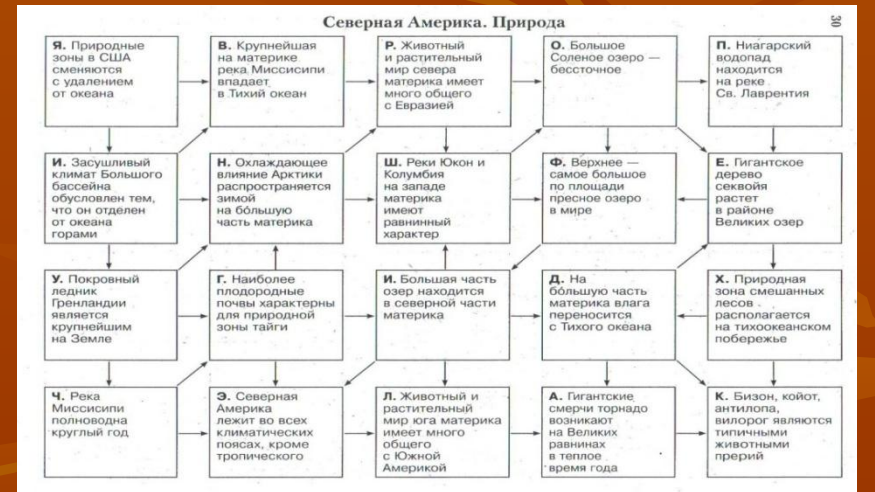 Северная Америка. Природа
30
Я. Природные
зоны в США
сменяются
с удалением
от океана
В. Крупнейшая
на материке
река Миссисипи
впадает
в Тихий океан
Р. Животный
и растительный
мир севера
материка имеет
много общего
с Евразией
О. Большое
Соленое озеро —
бессточное
П. Ниагарский
водопад
находится
на реке
Св. Лаврентия
И. Засушливый
климат Большого
бассейна
обусловлен тем,
что он отделен
от океана
горами
Н. Охлаждающее
влияние Арктики
распространяется
зимой
на бо́льшую
часть материка
Ш. Реки Юкон и
Колумбия
на западе
материка
имеют
равнинный
характер
Ф. Верхнее —
самое большое
по площади
пресное озеро
в мире
Е. Гигантское
дерево
секвойя
растет
в районе
Великих озер
У. Покровный
ледник
Гренландии
является
крупнейшим
на Земле
Г. Наиболее
плодородные
почвы характерны
для природной
зоны тайги
И. Большая часть
озер находится
в северной части
материка
Д. На
бо́льшую часть
материка влага
переносится
с Тихого океана
Х. Природная
зона смешанных
лесов
располагается
на тихоокеанском
побережье
Ч. Река
Миссисипи
полноводна
круглый год
Э. Северная
Америка
лежит во всех
климатических
поясах, кроме
тропического
Л. Животный и
растительный
мир юга материка
имеет много
общего
с Южной
Америкой
А. Гигантские
смерчи торнадо
возникают
на Великих
равнинах
в теплое
время года
К. Бизон, койот,
антилопа,
вилорог являются
типичными
животными
прерий